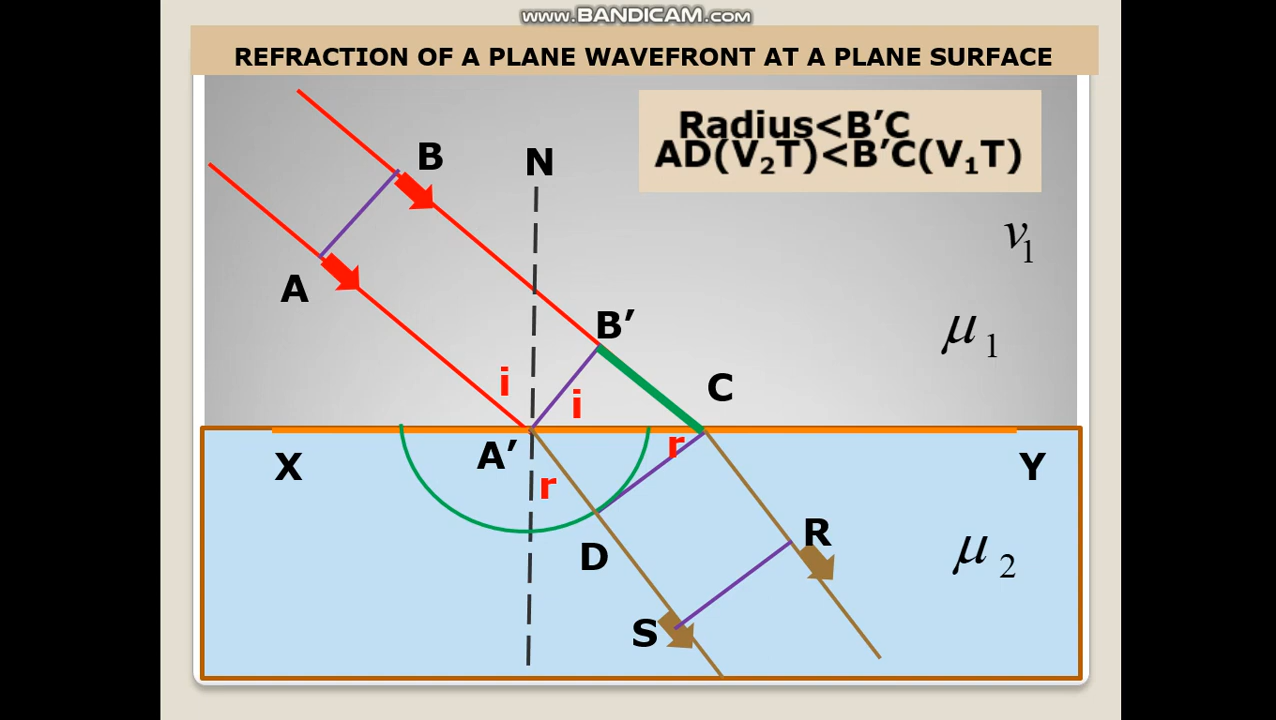 www.BANDICAM.com
REFRACTION OF A PLANE WAVEFRONT AT A PLANE SURFACE
Radius<B′C
AD(V₂T)<B′C(V₁T)
B
N
v₁
A
B′
μ₁
i
i
C
A′
r
X
Y
r
D
R
μ₂
S